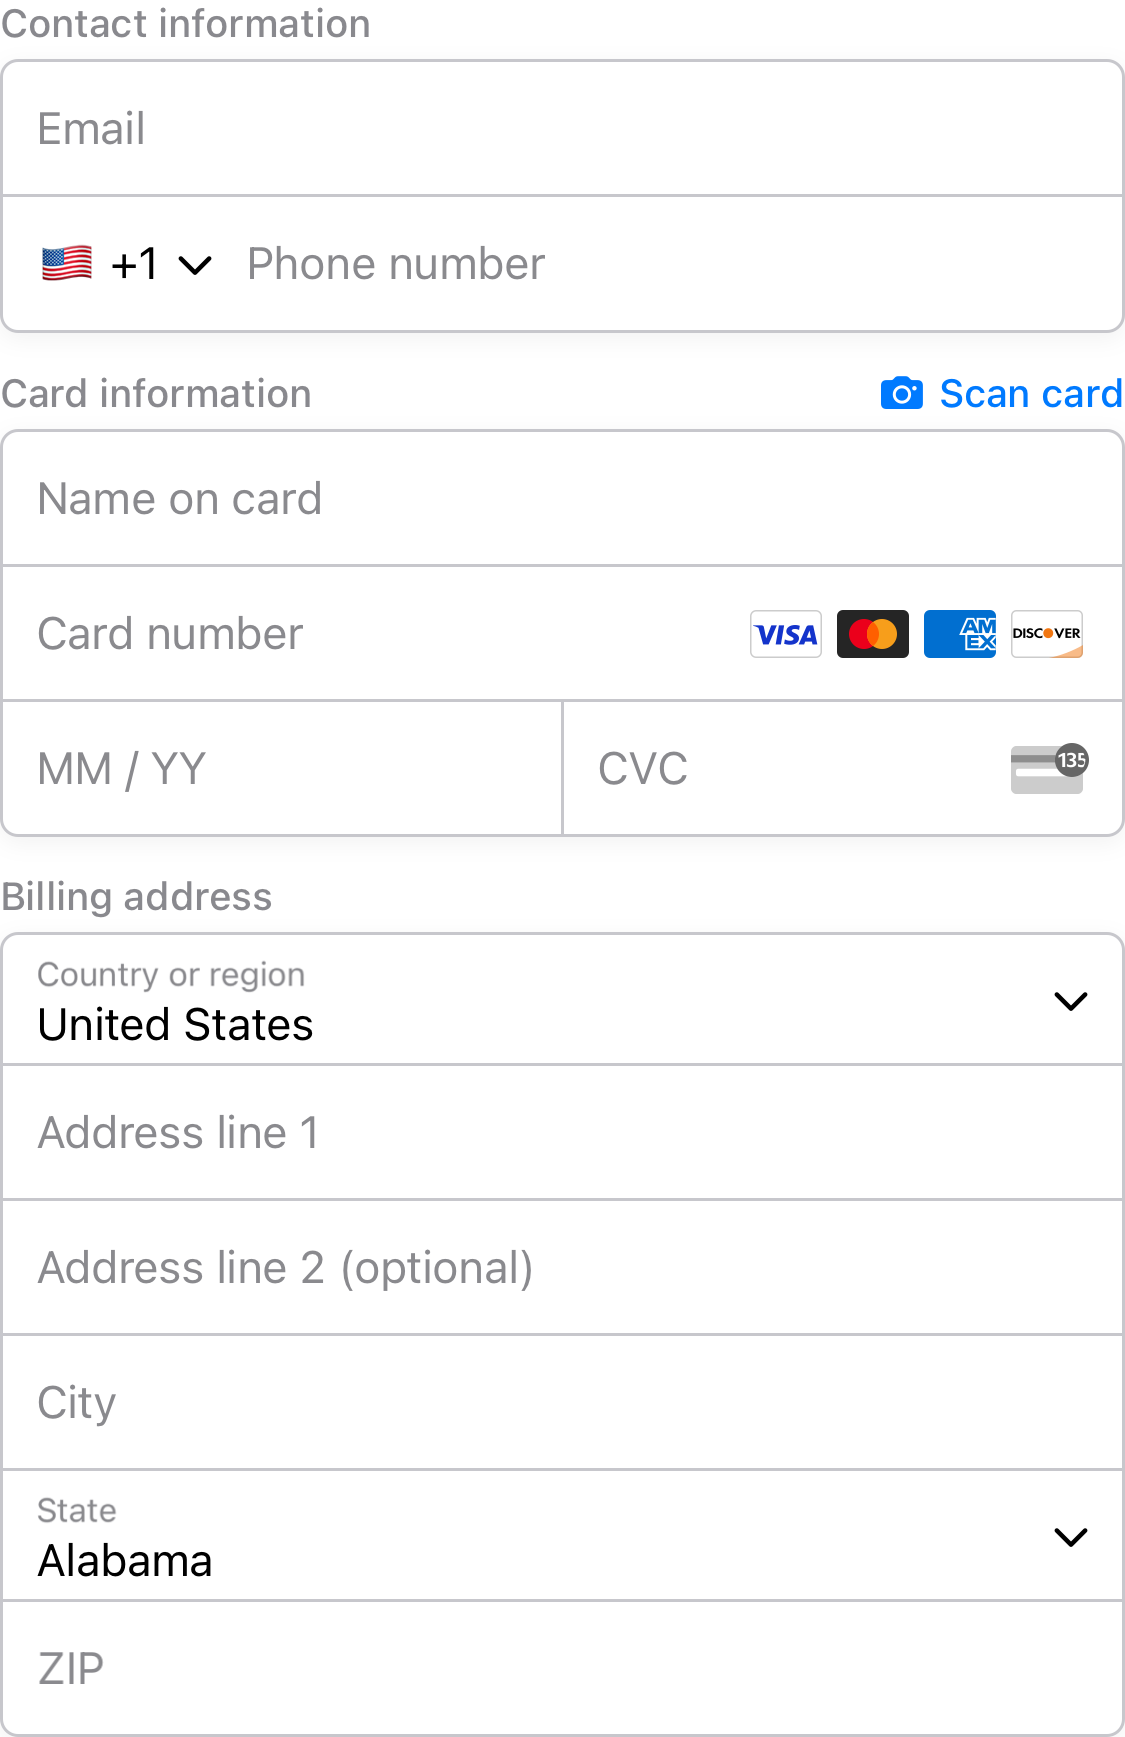 Contact information
Email
+1 Phone number
Card information Scan card
Name on card
Card number VISA AM EX DISCOVER
MM / YY CVC 135
Billing address
Country or region
United States
Address line 1
Address line 2 (optional)
City
State
Alabama
ZIP